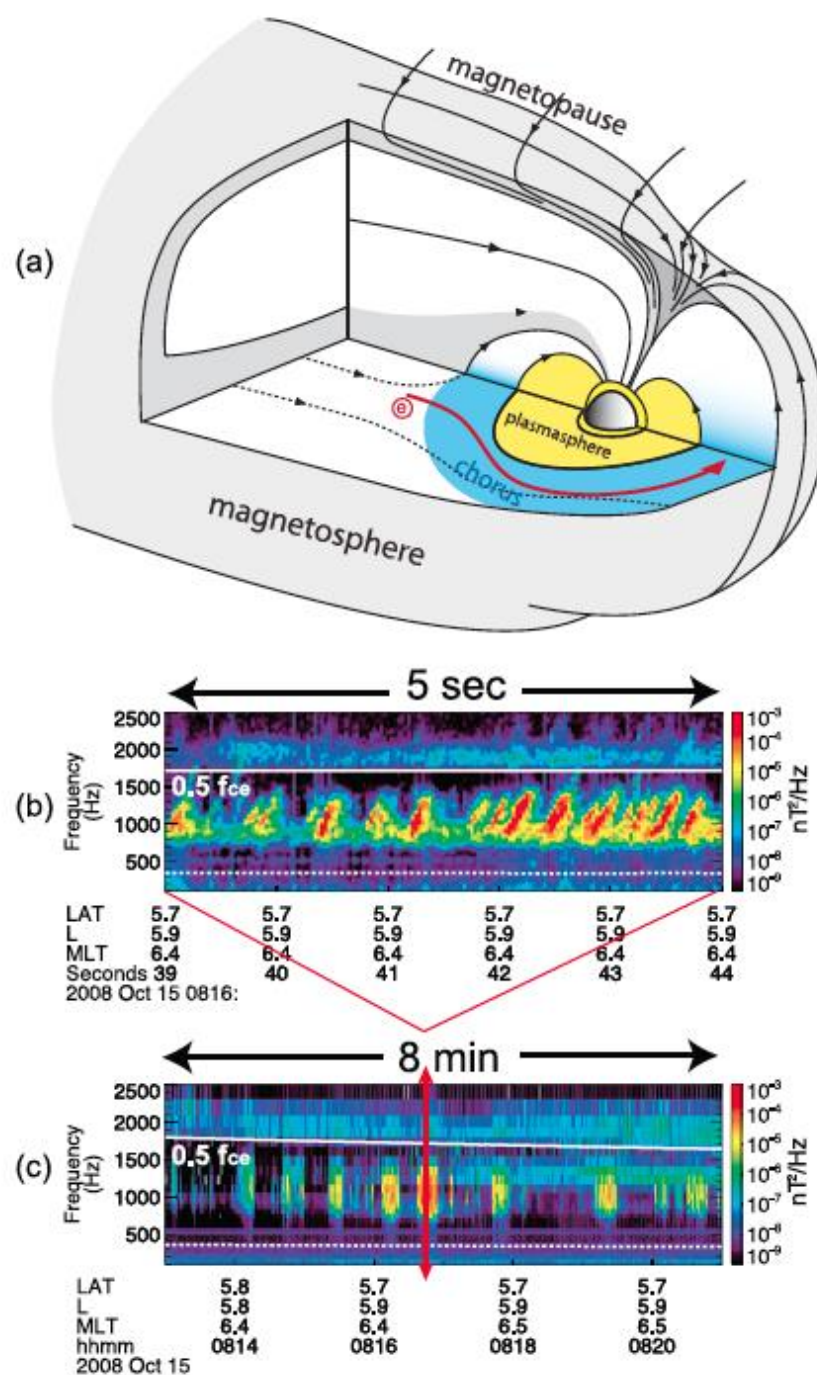 magnetopause
(a)
e
plasmasphere
chorus
magnetosphere
5 sec
2500
2000
1500
1000
500
Frequency
(Hz)
0.5 fce
(b)
10⁻³
10⁻⁴
10⁻⁵
10⁻⁶
10⁻⁷
10⁻⁸
10⁻⁹
nT²/Hz
LAT 5.7 5.7 5.7 5.7 5.7 5.7
L 5.9 5.9 5.9 5.9 5.9 5.9
MLT 6.4 6.4 6.4 6.4 6.4 6.4
Seconds 39 40 41 42 43 44
2008 Oct 15 0816:
8 min
2500
2000
1500
1000
500
Frequency
(Hz)
0.5 fce
(c)
10⁻³
10⁻⁴
10⁻⁵
10⁻⁶
10⁻⁷
10⁻⁸
10⁻⁹
nT²/Hz
LAT 5.8 5.7 5.7 5.7
L 5.8 5.9 5.9 5.9
MLT 6.4 6.4 6.5 6.5
hhmm 0814 0816 0818 0820
2008 Oct 15